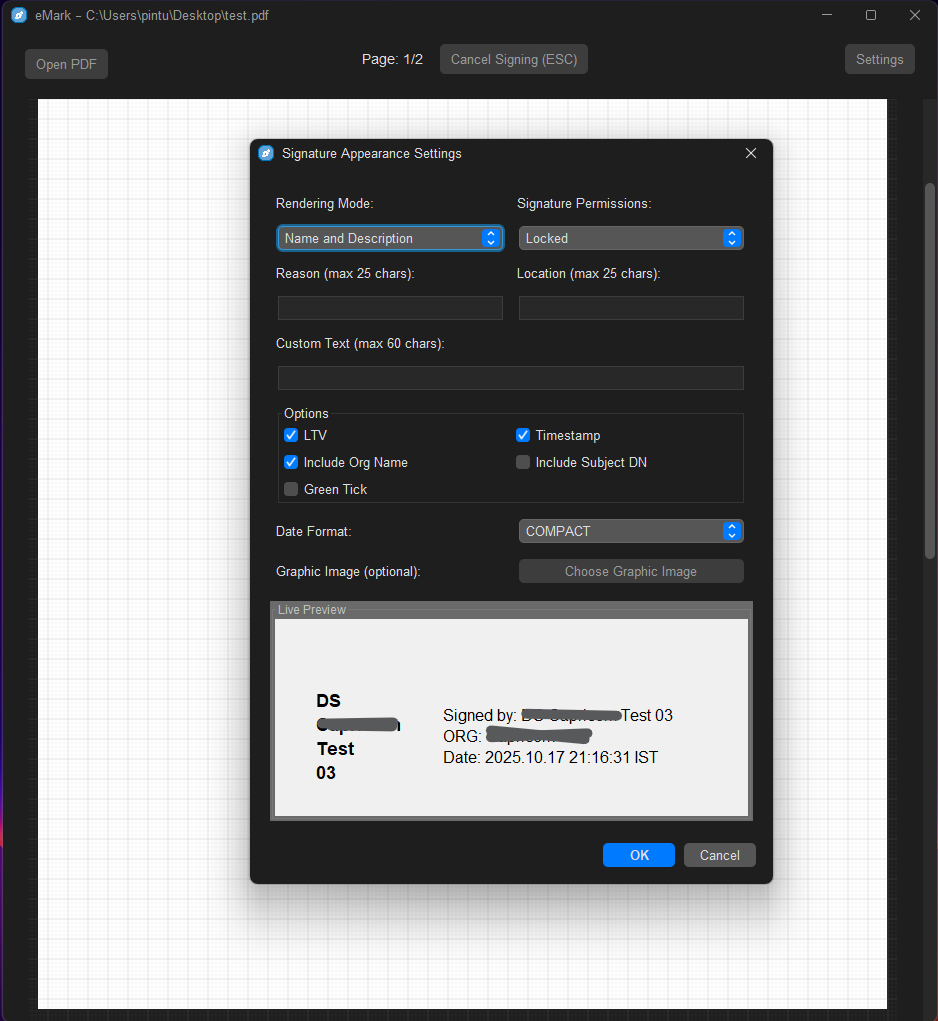 eMark – C:\Users\pintu\Desktop\test.pdf
Open PDF
Page: 1/2
Cancel Signing (ESC)
Settings
Signature Appearance Settings
Rendering Mode:
Signature Permissions:
Name and Description
Locked
Reason (max 25 chars):
Location (max 25 chars):
Custom Text (max 60 chars):
Options
LTV
Timestamp
Include Org Name
Include Subject DN
Green Tick
Date Format:
COMPACT
Graphic Image (optional):
Choose Graphic Image
Live Preview
DS
Test
03
Signed by: Test 03
ORG:
Date: 2025.10.17 21:16:31 IST
OK
Cancel